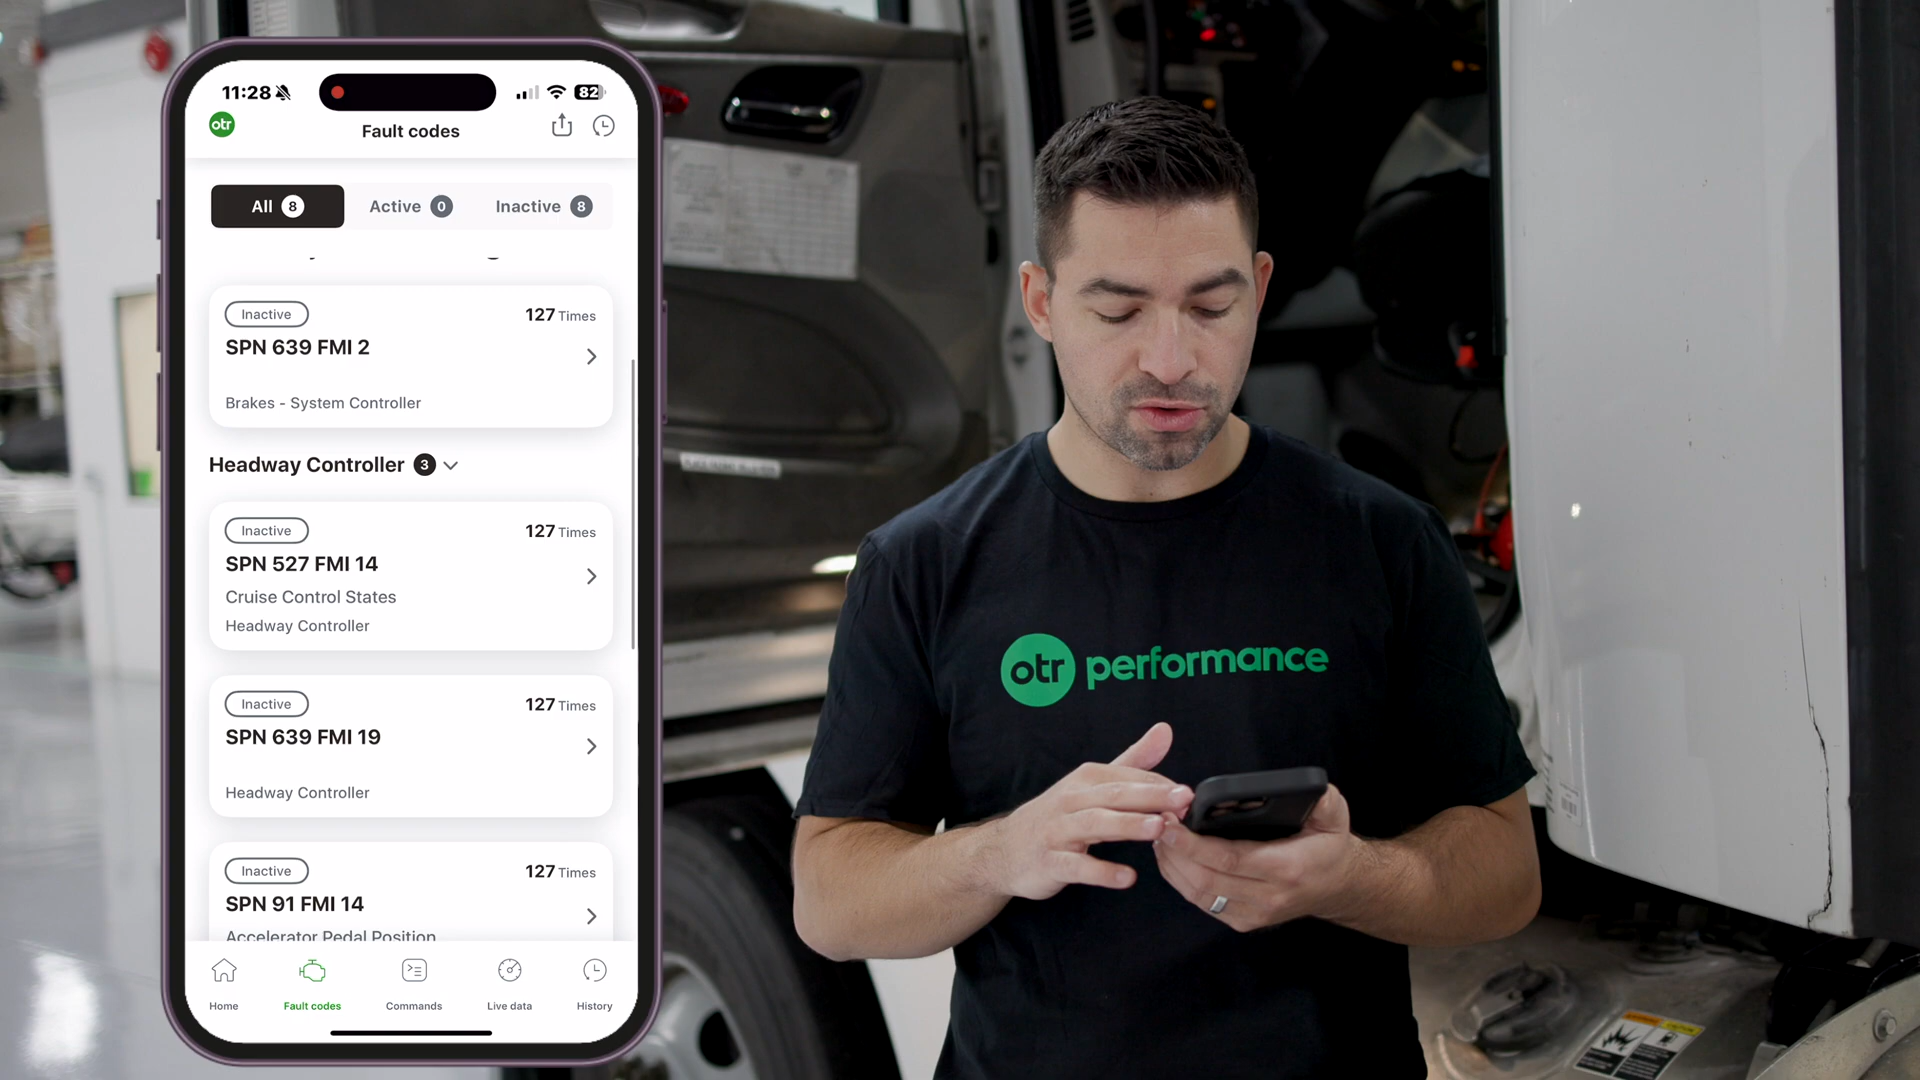 11:28
82
otr
Fault codes
All 8
Active 0
Inactive 8
Inactive
127 Times
SPN 639 FMI 2
Brakes - System Controller
Headway Controller 3
Inactive
127 Times
SPN 527 FMI 14
Cruise Control States
Headway Controller
Inactive
127 Times
SPN 639 FMI 19
Headway Controller
Inactive
127 Times
SPN 91 FMI 14
Accelerator Pedal Position
Home
Fault codes
Commands
Live data
History
otr performance